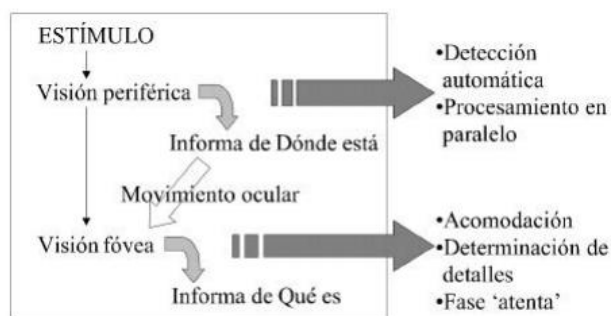 ESTÍMULO
Visión periférica
Informa de Dónde está
Movimiento ocular
Visión fóvea
Informa de Qué es
•Detección
automática
•Procesamiento en
paralelo
•Acomodación
•Determinación de
detalles
•Fase ‘atenta’